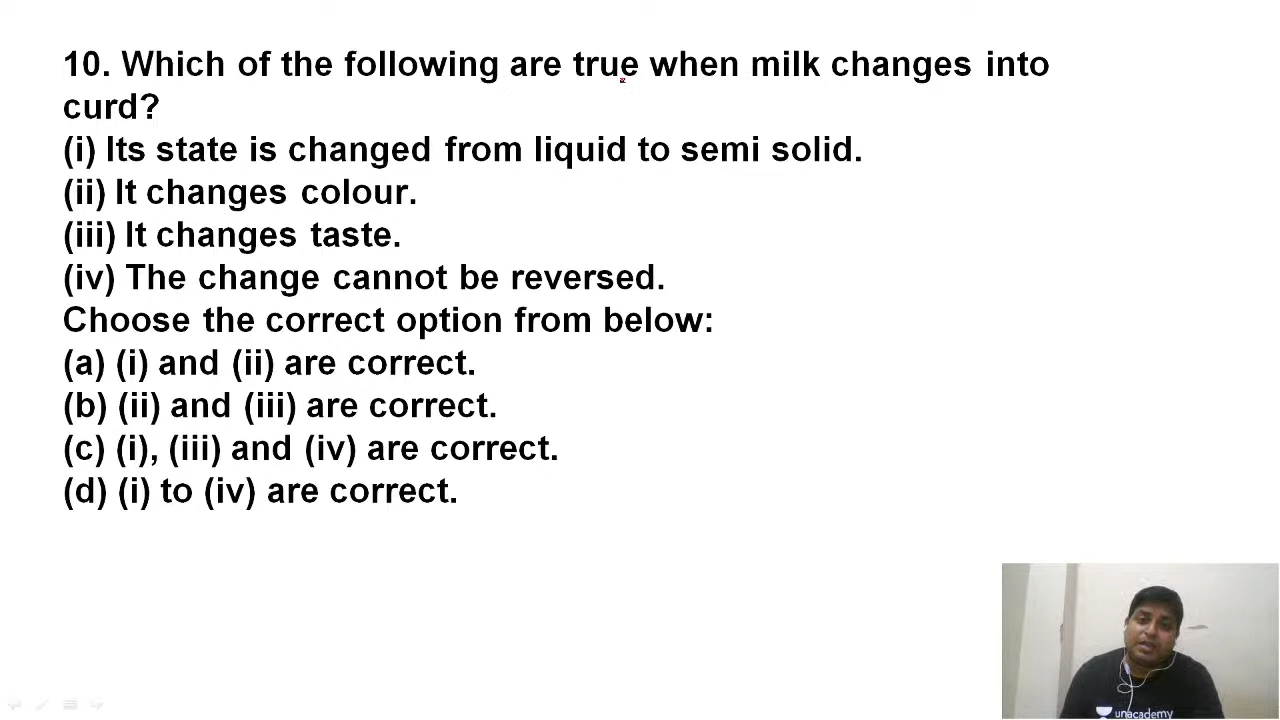 10. Which of the following are true when milk changes into
curd?
(i) Its state is changed from liquid to semi solid.
(ii) It changes colour.
(iii) It changes taste.
(iv) The change cannot be reversed.
Choose the correct option from below:
(a) (i) and (ii) are correct.
(b) (ii) and (iii) are correct.
(c) (i), (iii) and (iv) are correct.
(d) (i) to (iv) are correct.
unacademy